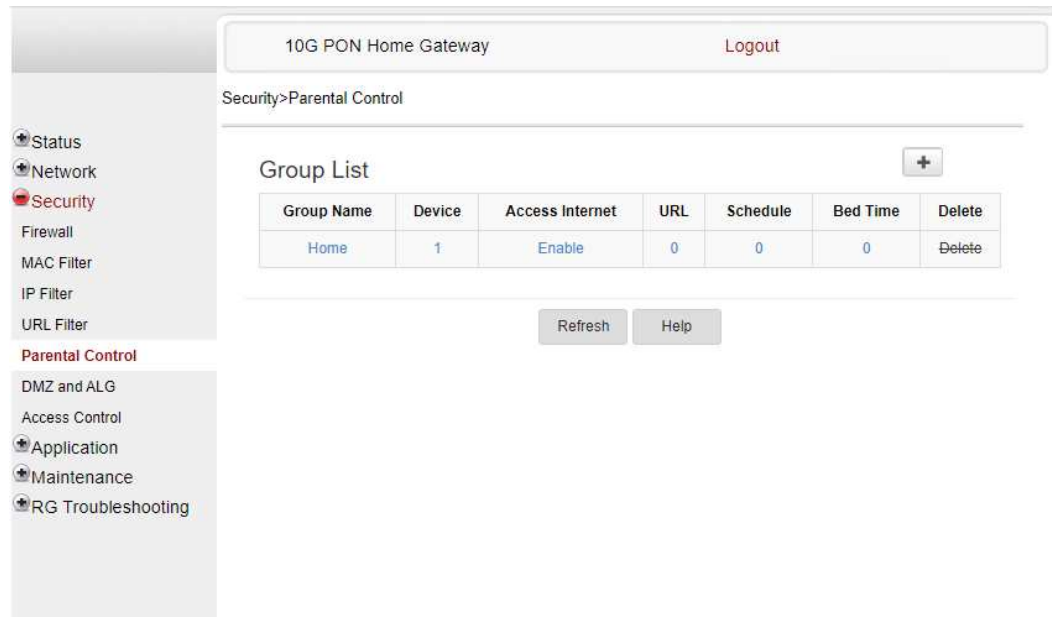 10G PON Home Gateway Logout
Security>Parental Control
Status
Network
Security
Firewall
MAC Filter
IP Filter
URL Filter
Parental Control
DMZ and ALG
Access Control
Application
Maintenance
RG Troubleshooting
Group List +
Group Name Device Access Internet URL Schedule Bed Time Delete
Home 1 Enable 0 0 0 Delete
Refresh Help